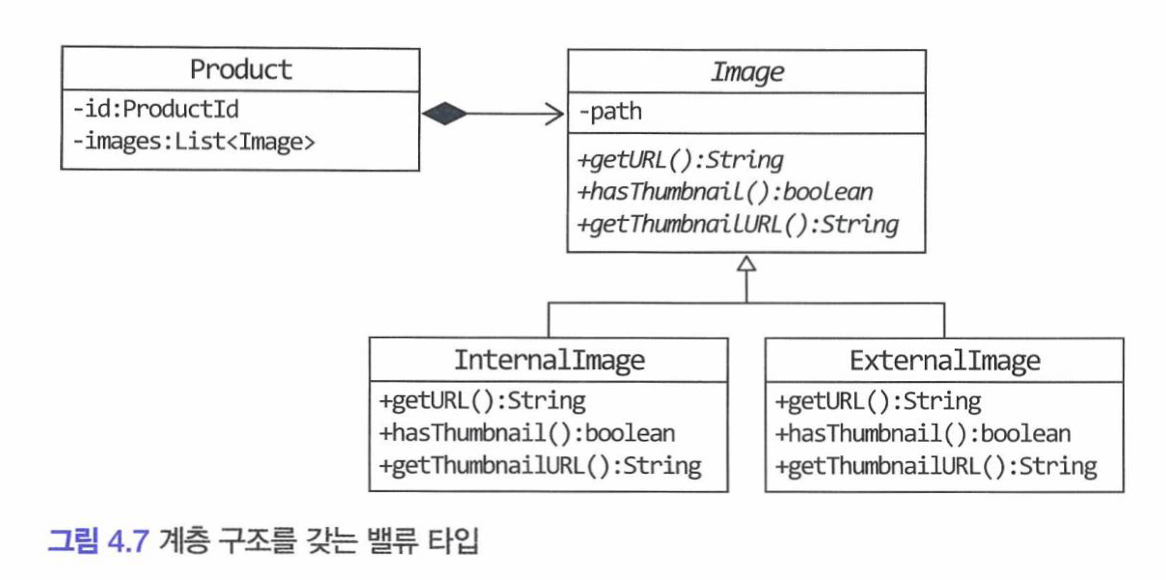 Product
-id:ProductId
-images:List<Image>
Image
-path
+getURL():String
+hasThumbnail():boolean
+getThumbnailURL():String
InternalImage
+getURL():String
+hasThumbnail():boolean
+getThumbnailURL():String
ExternalImage
+getURL():String
+hasThumbnail():boolean
+getThumbnailURL():String
그림 4.7 계층 구조를 갖는 밸류 타입